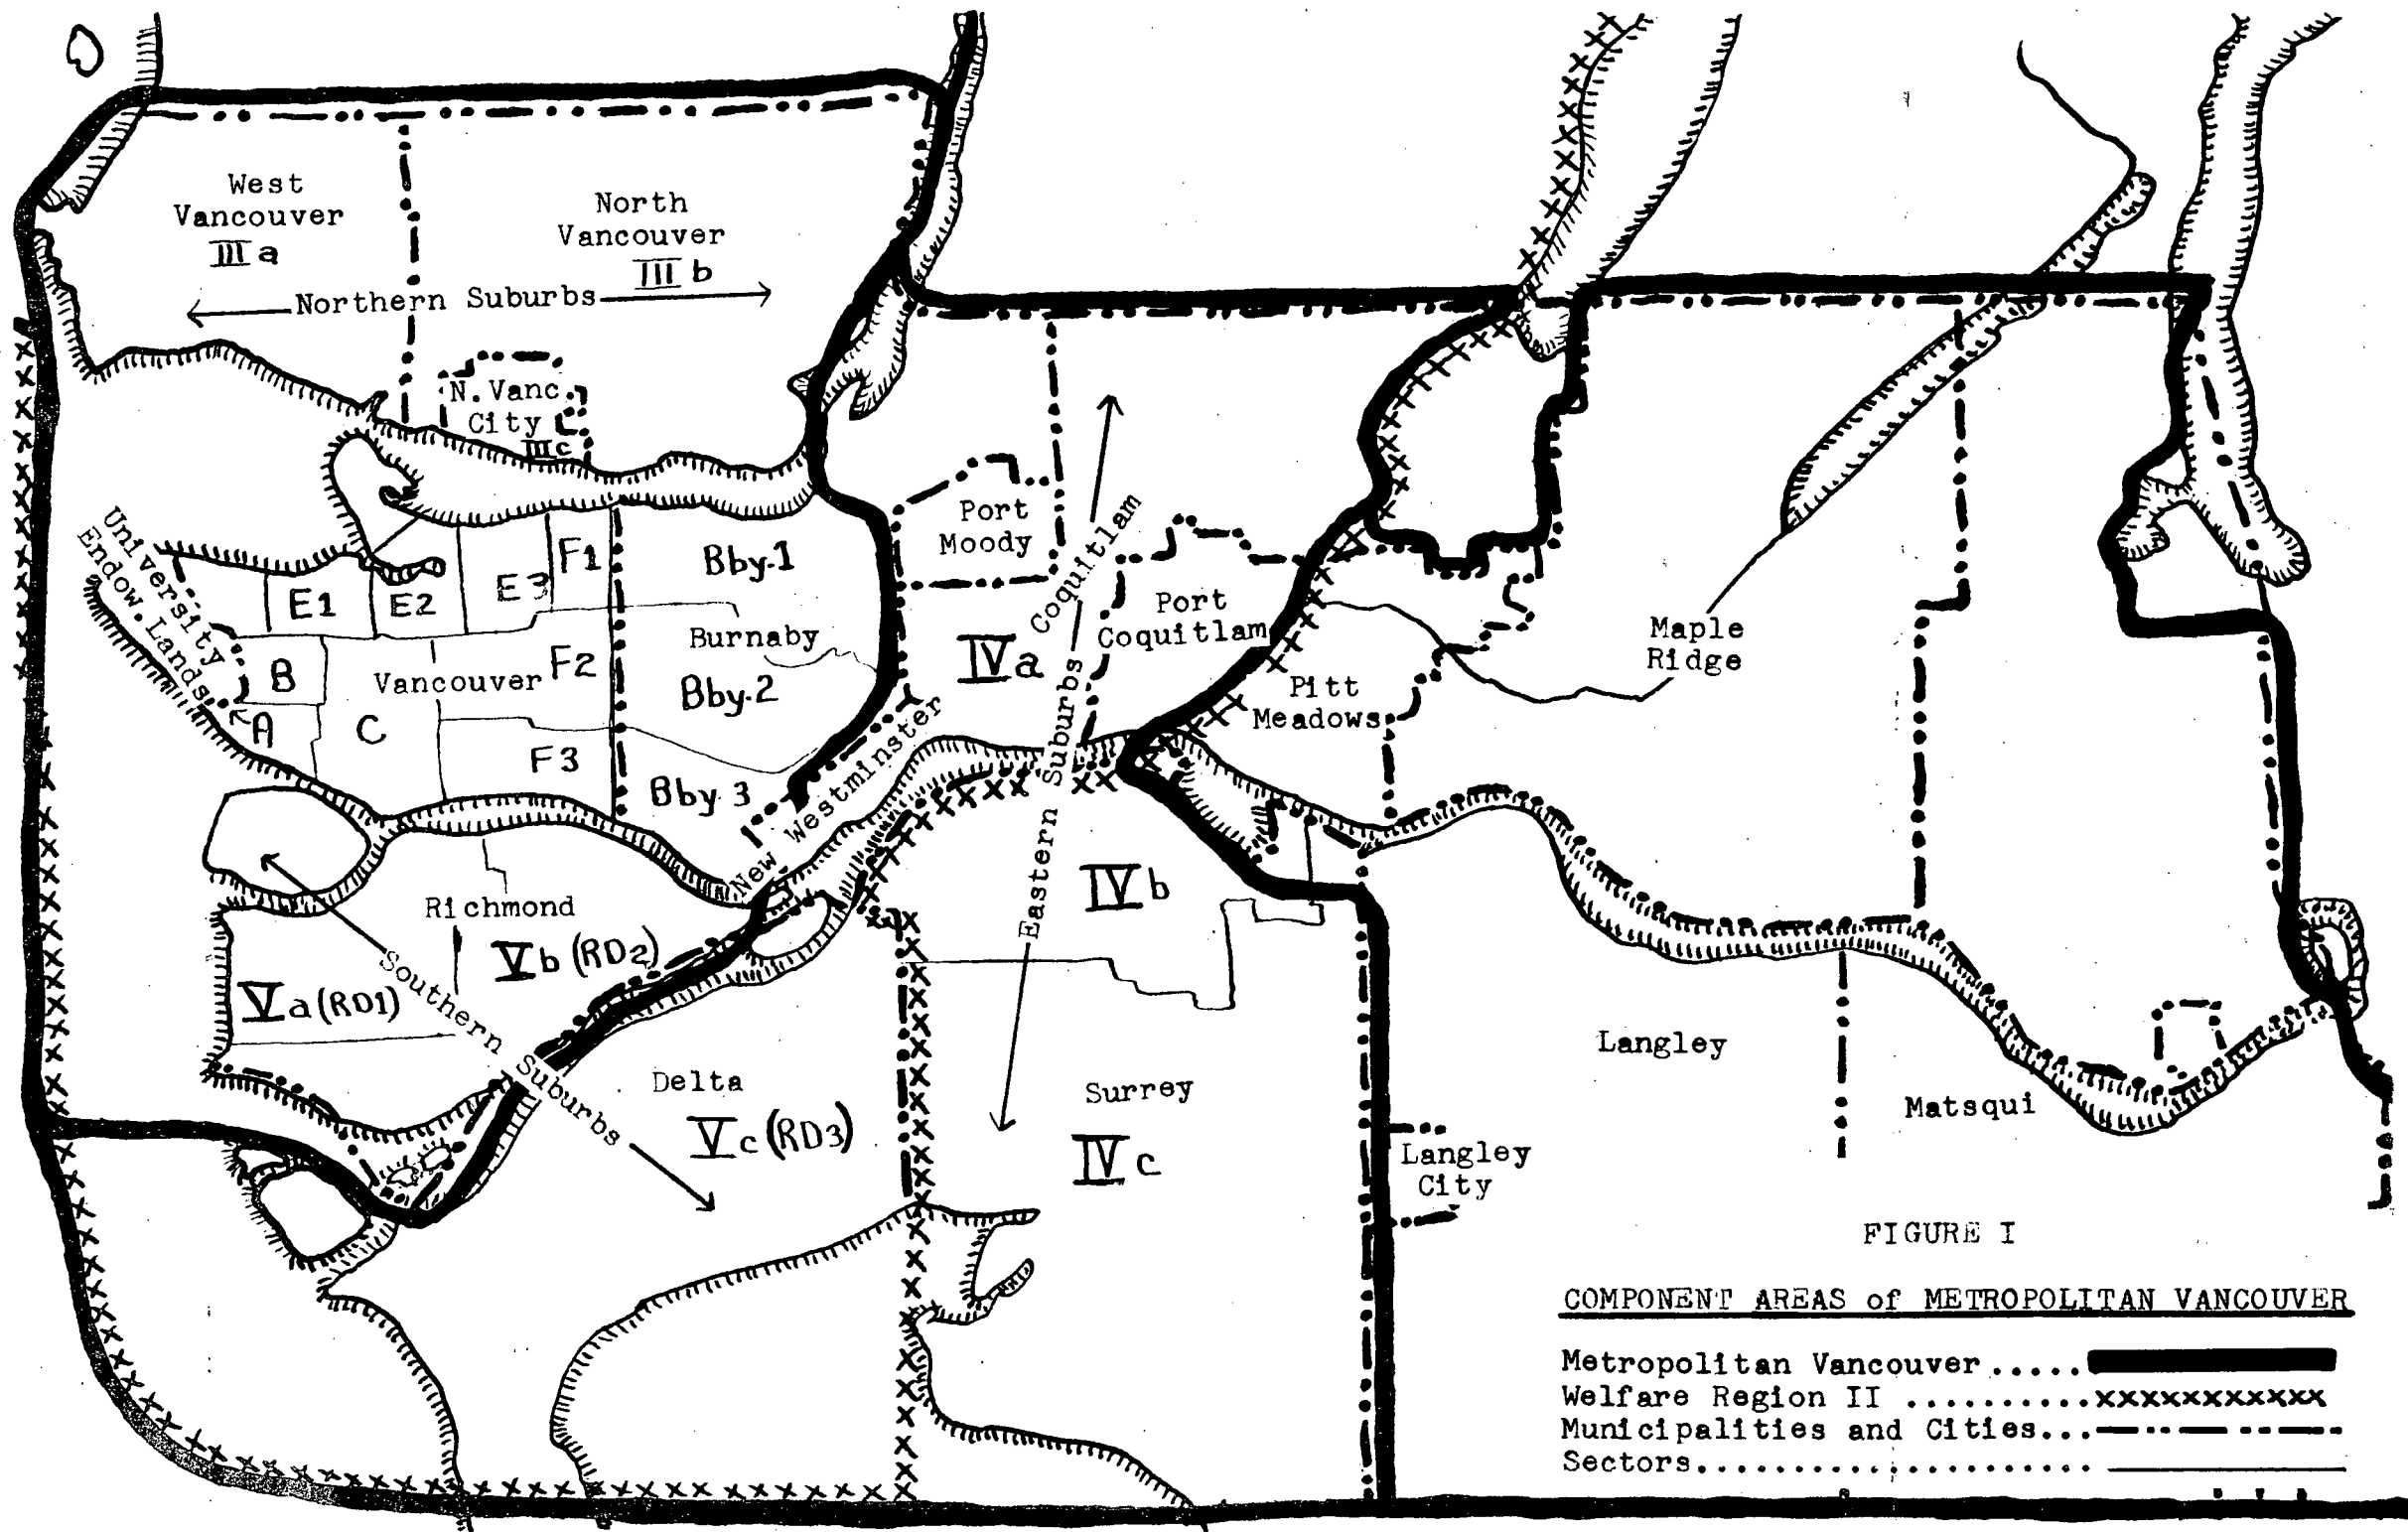 West
Vancouver
III a
North
Vancouver
III b
Northern Suburbs
N. Vanc.
City
IIIc
University
Endow. Lands
E1
E2
E3
F1
B
Vancouver
F2
A
C
F3
Bby.1
Burnaby
Bby.2
Bby 3
New Westminster
Port
Moody
IVa
Coquitlam
Port
Coquitlam
Eastern Suburbs
Pitt
Meadows
Maple
Ridge
IVb
Richmond
Vb (RD2)
Va (RD1)
Southern Suburbs
Delta
Vc (RD3)
Surrey
IVc
Langley
Langley
City
Matsqui
FIGURE I
COMPONENT AREAS of METROPOLITAN VANCOUVER
Metropolitan Vancouver .....
Welfare Region II .......... xxxxxxxxxxx
Municipalities and Cities...
Sectors.....................